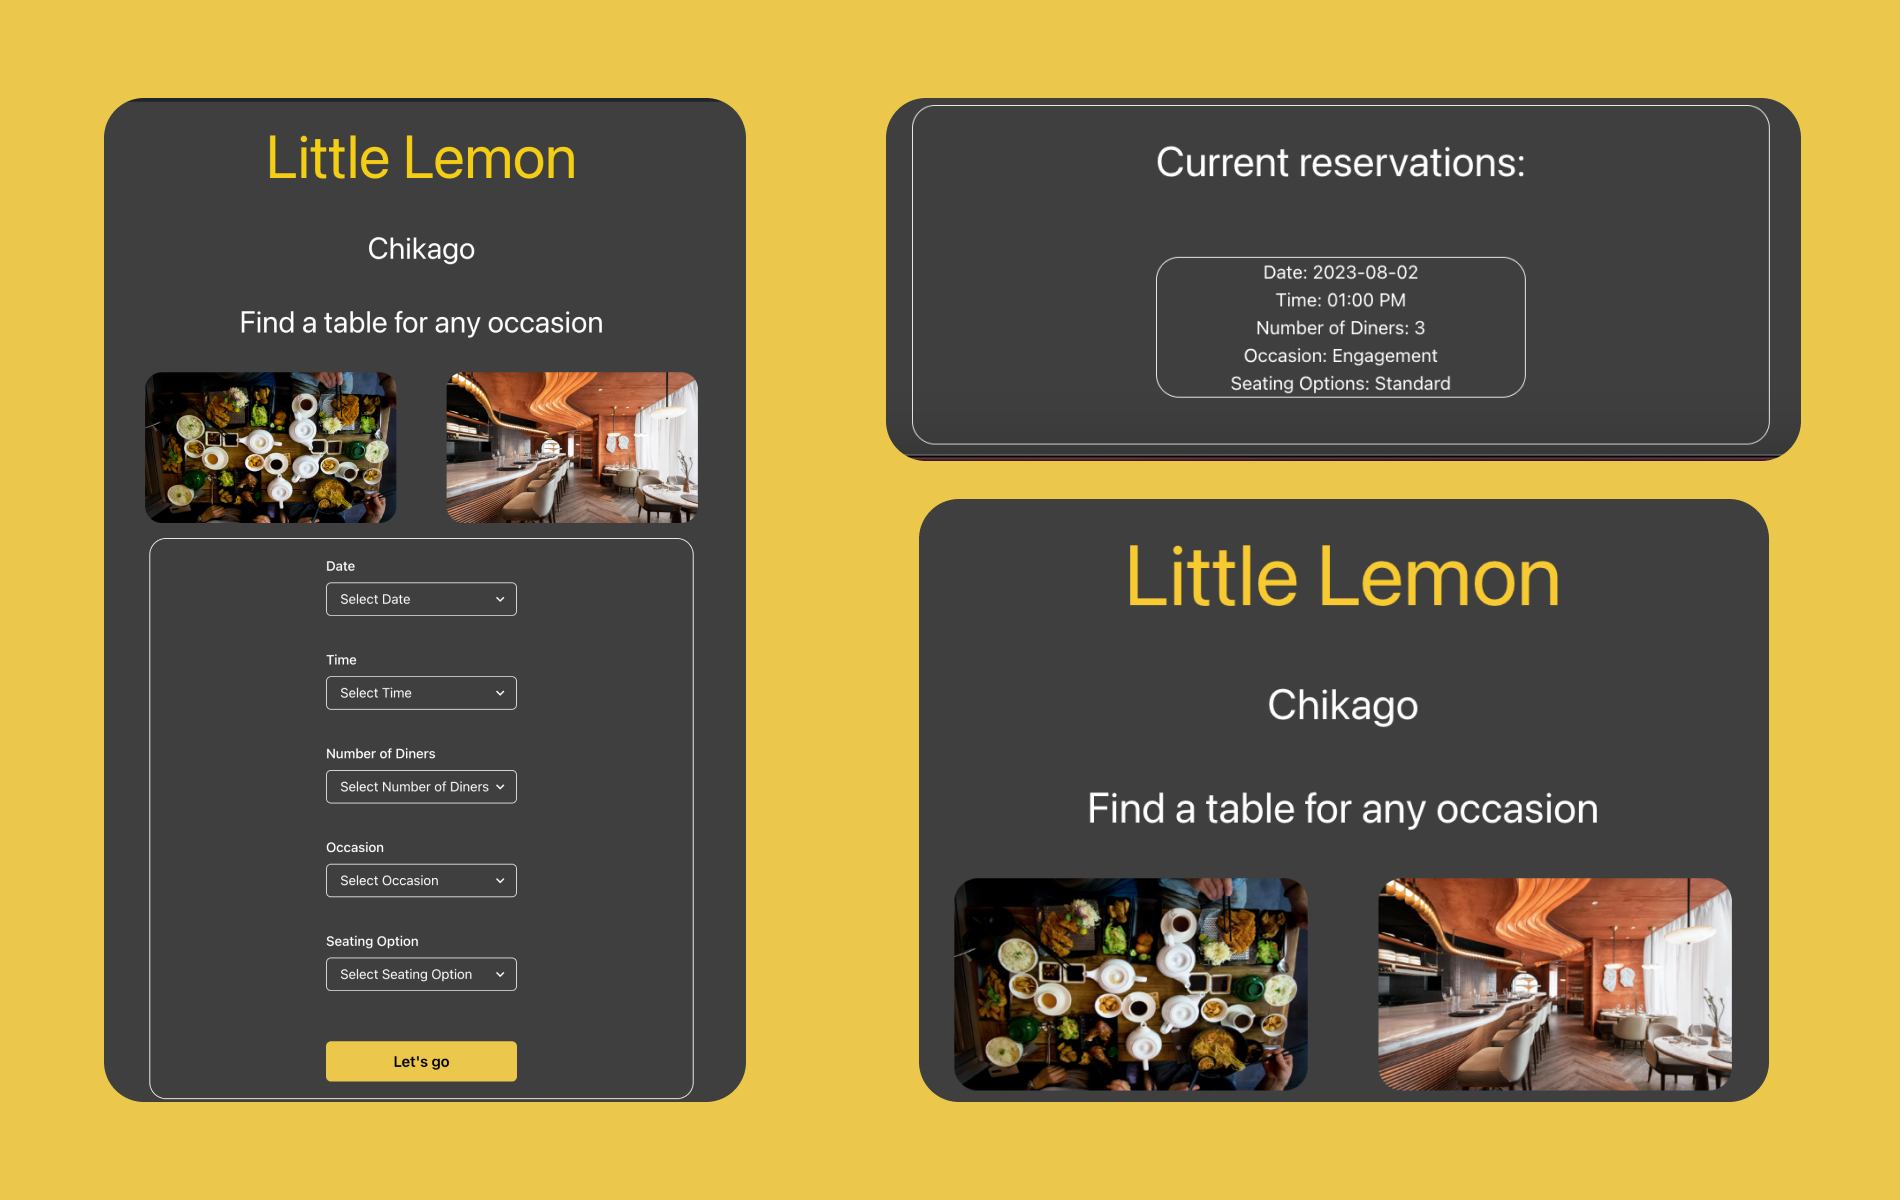 Little Lemon
Chikago
Find a table for any occasion
Date
Select Date
Time
Select Time
Number of Diners
Select Number of Diners
Occasion
Select Occasion
Seating Option
Select Seating Option
Let's go
Current reservations:
Date: 2023-08-02
Time: 01:00 PM
Number of Diners: 3
Occasion: Engagement
Seating Options: Standard
Little Lemon
Chikago
Find a table for any occasion